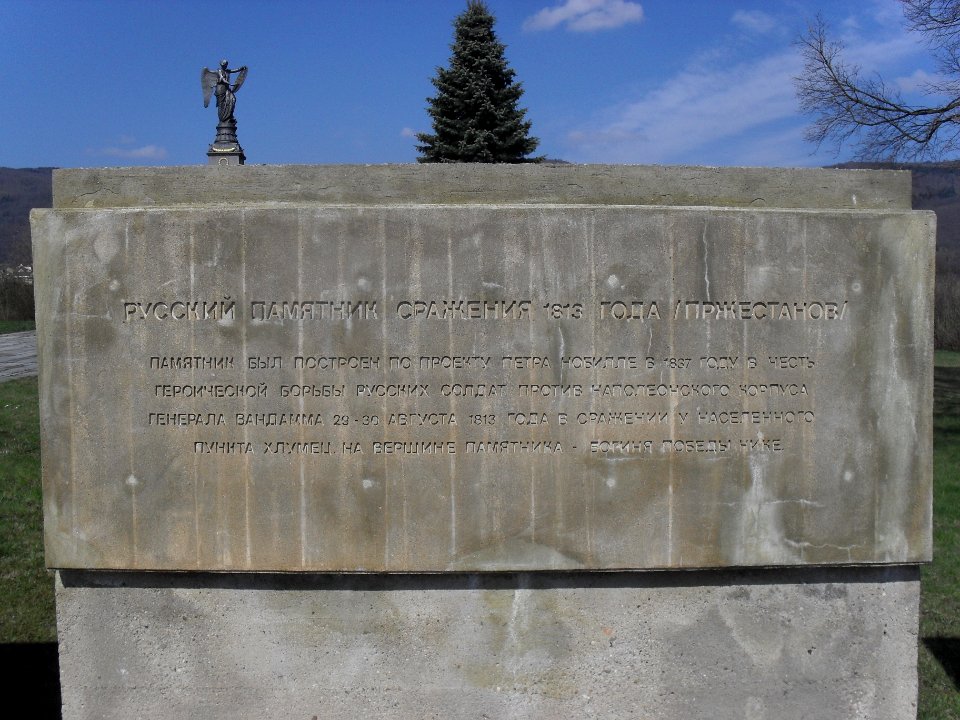 РУССКИЙ ПАМЯТНИК СРАЖЕНИЯ 1813 ГОДА /ПРЖЕСТАНОВ/
ПАМЯТНИК БЫЛ ПОСТРОЕН ПО ПРОЕКТУ ПЕТРА НОБИЛЛЕ В 1837 ГОДУ В ЧЕСТЬ
ГЕРОИЧЕСКОЙ БОРЬБЫ РУССКИХ СОЛДАТ ПРОТИВ НАПОЛЕОНСКОГО КОРПУСА
ГЕНЕРАЛА ВАНДАММА 29 - 30 АВГУСТА 1813 ГОДА В СРАЖЕНИИ У НАСЕЛЕННОГО
ПУНКТА ХЛУМЕЦ. НА ВЕРШИНЕ ПАМЯТНИКА - БОГИНЯ ПОБЕДЫ НИКЕ.